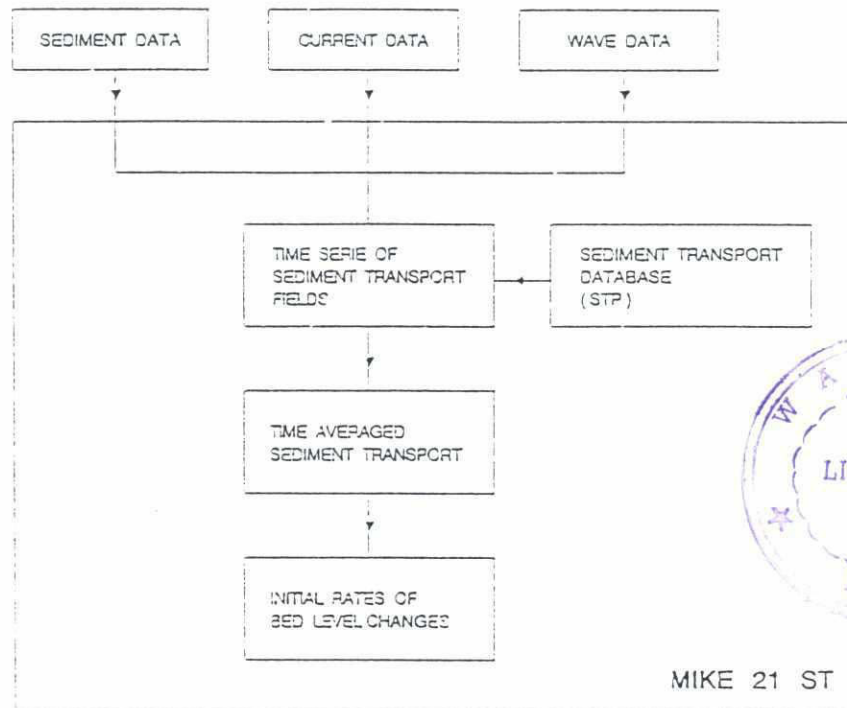 SEDIMENT DATA
CURRENT DATA
WAVE DATA
TIME SERIE OF
SEDIMENT TRANSPORT
FIELDS
SEDIMENT TRANSPORT
DATABASE
(STP)
TIME AVERAGED
SEDIMENT TRANSPORT
INITIAL RATES OF
BED LEVEL CHANGES
MIKE 21 ST